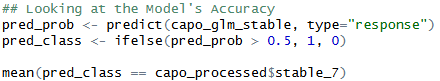 ## Looking at the Model's Accuracy
pred_prob <- predict(capo_glm_stable, type="response")
pred_class <- ifelse(pred_prob > 0.5, 1, 0)
mean(pred_class == capo_processed$stable_7)